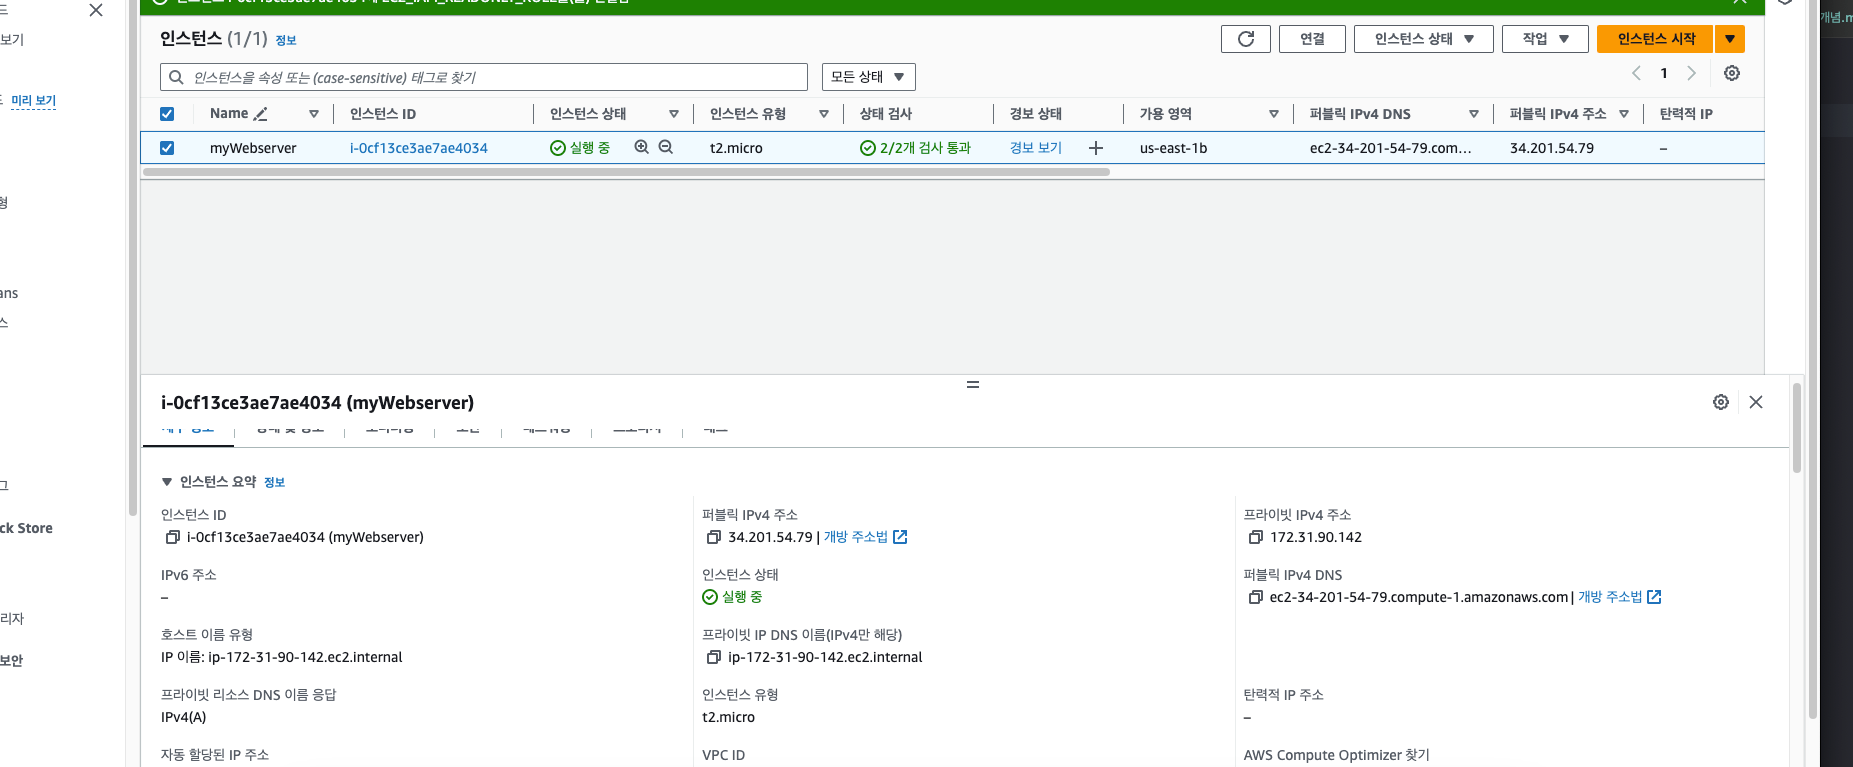 보기
개념.m
인스턴스 (1/1) 정보
연결
인스턴스 상태
작업
인스턴스 시작
인스턴스를 속성 또는 (case-sensitive) 태그로 찾기
모든 상태
1
미리 보기
Name
인스턴스 ID
인스턴스 상태
인스턴스 유형
상태 검사
경보 상태
가용 영역
퍼블릭 IPv4 DNS
퍼블릭 IPv4 주소
탄력적 IP
myWebserver
i-0cf13ce3ae7ae4034
실행 중
t2.micro
2/2개 검사 통과
경보 보기
us-east-1b
ec2-34-201-54-79.com…
34.201.54.79
–
형
ans
스
그
ck Store
리자
보안
i-0cf13ce3ae7ae4034 (myWebserver)
인스턴스 요약 정보
인스턴스 ID
i-0cf13ce3ae7ae4034 (myWebserver)
퍼블릭 IPv4 주소
34.201.54.79 | 개방 주소법
프라이빗 IPv4 주소
172.31.90.142
IPv6 주소
–
인스턴스 상태
실행 중
퍼블릭 IPv4 DNS
ec2-34-201-54-79.compute-1.amazonaws.com | 개방 주소법
호스트 이름 유형
IP 이름: ip-172-31-90-142.ec2.internal
프라이빗 IP DNS 이름(IPv4만 해당)
ip-172-31-90-142.ec2.internal
프라이빗 리소스 DNS 이름 응답
IPv4(A)
인스턴스 유형
t2.micro
탄력적 IP 주소
–
자동 할당된 IP 주소
VPC ID
AWS Compute Optimizer 찾기